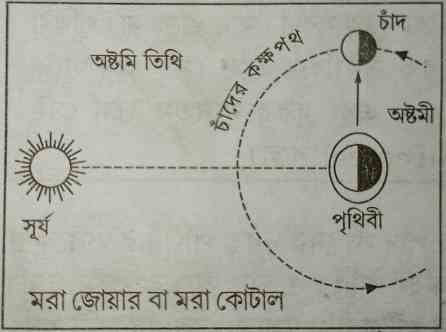 চাঁদ
অষ্টমি তিথি
চাঁদের কক্ষপথ
অষ্টমী
সূর্য
পৃথিবী
মরা জোয়ার বা মরা কোটাল